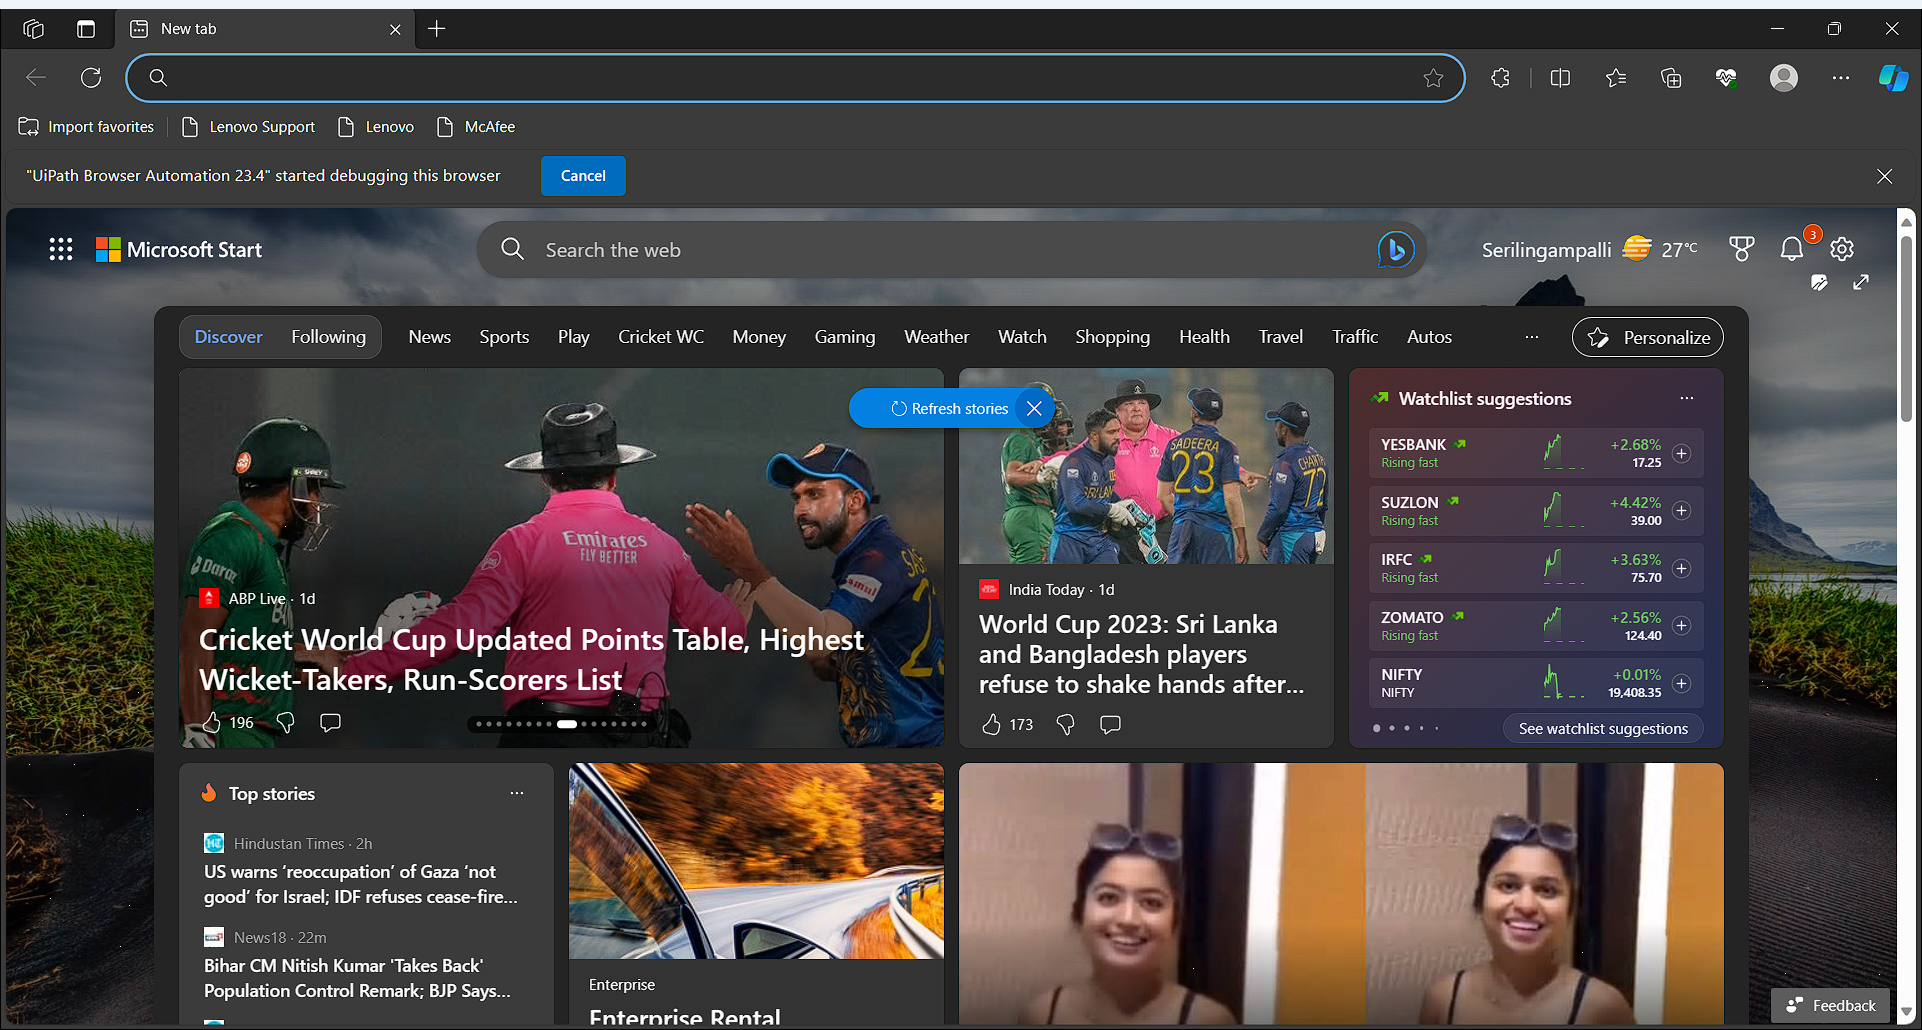 New tab
Import favorites
Lenovo Support
Lenovo
McAfee
"UiPath Browser Automation 23.4" started debugging this browser
Cancel
Microsoft Start
Search the web
Serilingampalli
27°C
3
Discover
Following
News
Sports
Play
Cricket WC
Money
Gaming
Weather
Watch
Shopping
Health
Travel
Traffic
Autos
Personalize
Refresh stories
SHREY
Daraz
Emirates
FLY BETTER
ABP Live · 1d
Cricket World Cup Updated Points Table, Highest
Wicket-Takers, Run-Scorers List
196
SADEERA
23
72
India Today · 1d
World Cup 2023: Sri Lanka
and Bangladesh players
refuse to shake hands after...
173
Watchlist suggestions
YESBANK
+2.68%
Rising fast
17.25
SUZLON
+4.42%
Rising fast
39.00
IRFC
+3.63%
Rising fast
75.70
ZOMATO
+2.56%
Rising fast
124.40
NIFTY
+0.01%
NIFTY
19,408.35
See watchlist suggestions
Top stories
Hindustan Times · 2h
US warns ‘reoccupation’ of Gaza ‘not
good’ for Israel; IDF refuses cease-fire...
News18 · 22m
Bihar CM Nitish Kumar 'Takes Back'
Population Control Remark; BJP Says...
Enterprise
Enterprise Rental
Feedback